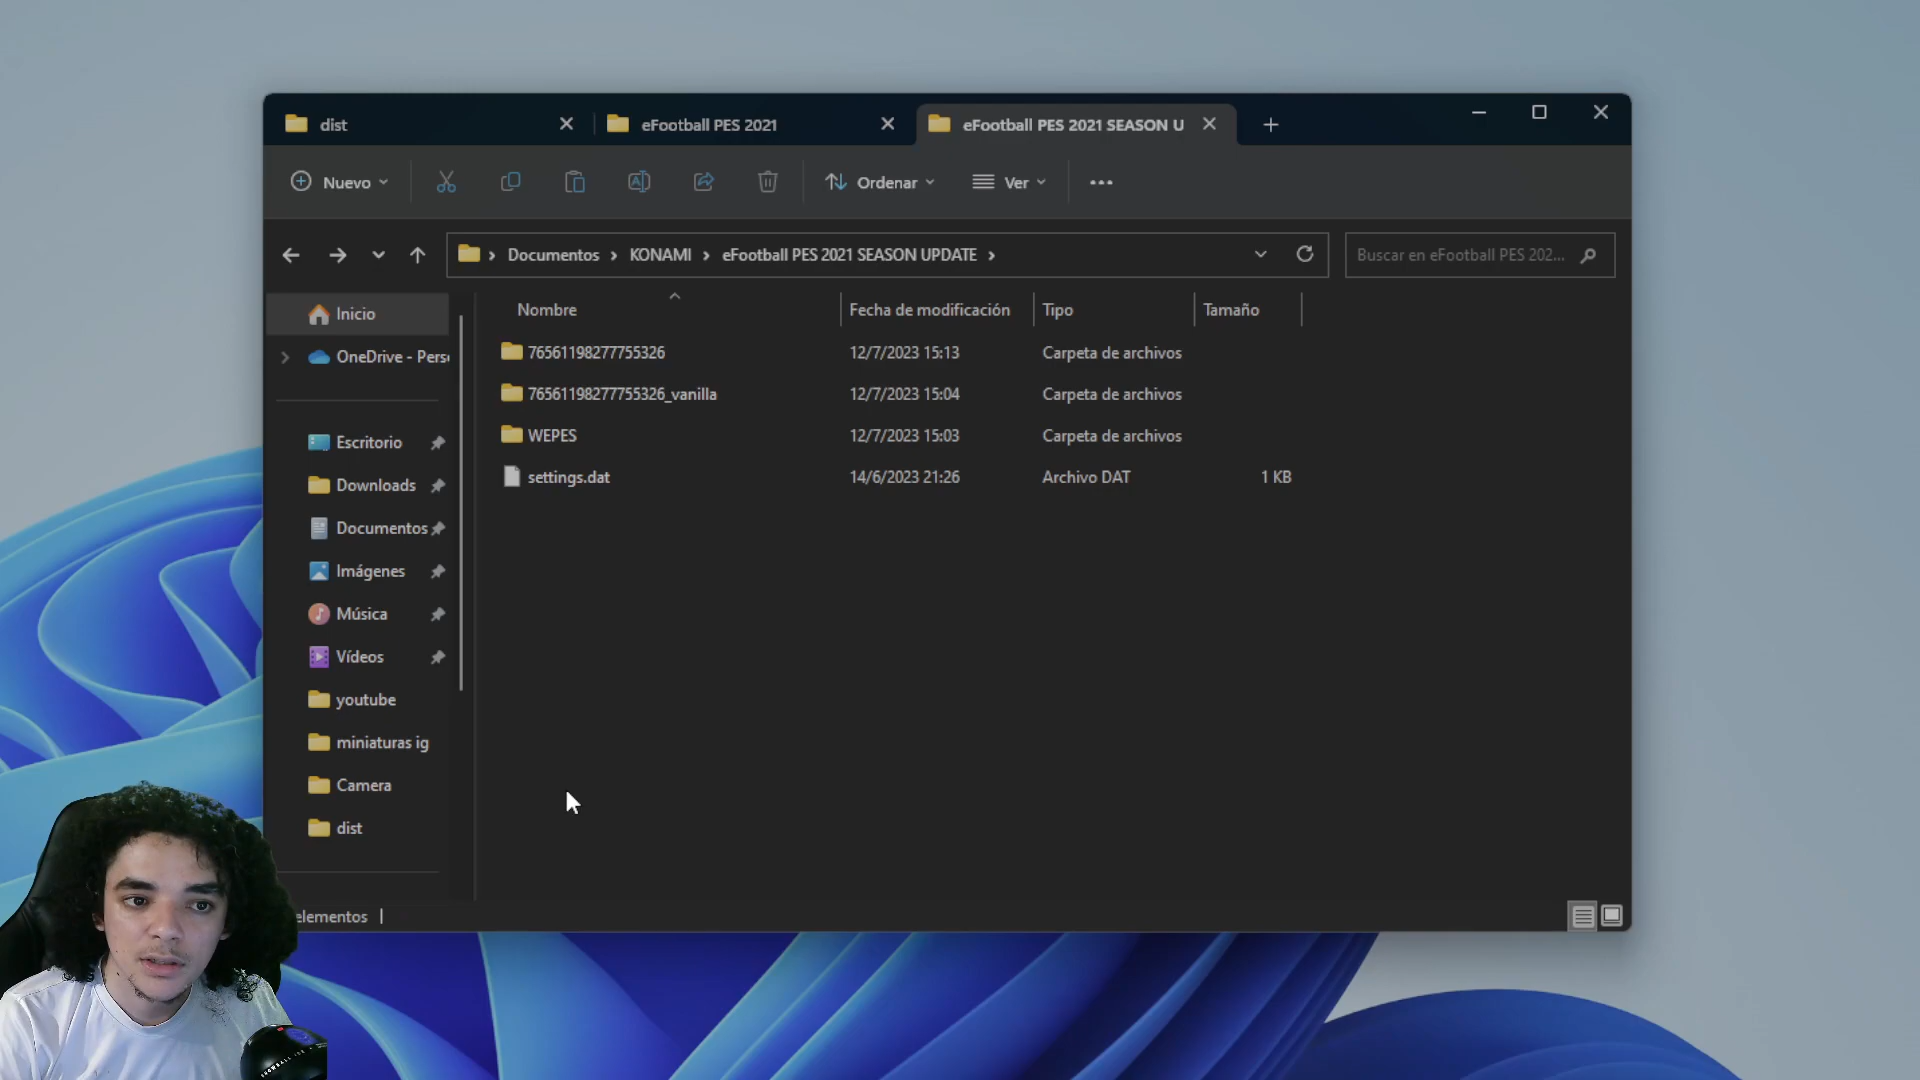 dist
eFootball PES 2021
eFootball PES 2021 SEASON U
Nuevo
Ordenar
Ver
Documentos > KONAMI > eFootball PES 2021 SEASON UPDATE >
Buscar en eFootball PES 202...
Inicio
OneDrive - Pers
Escritorio
Downloads
Documentos
Imágenes
Música
Vídeos
youtube
miniaturas ig
Camera
dist
Nombre Fecha de modificación Tipo Tamaño
76561198277755326 12/7/2023 15:13 Carpeta de archivos
76561198277755326_vanilla 12/7/2023 15:04 Carpeta de archivos
WEPES 12/7/2023 15:03 Carpeta de archivos
settings.dat 14/6/2023 21:26 Archivo DAT 1 KB
elementos